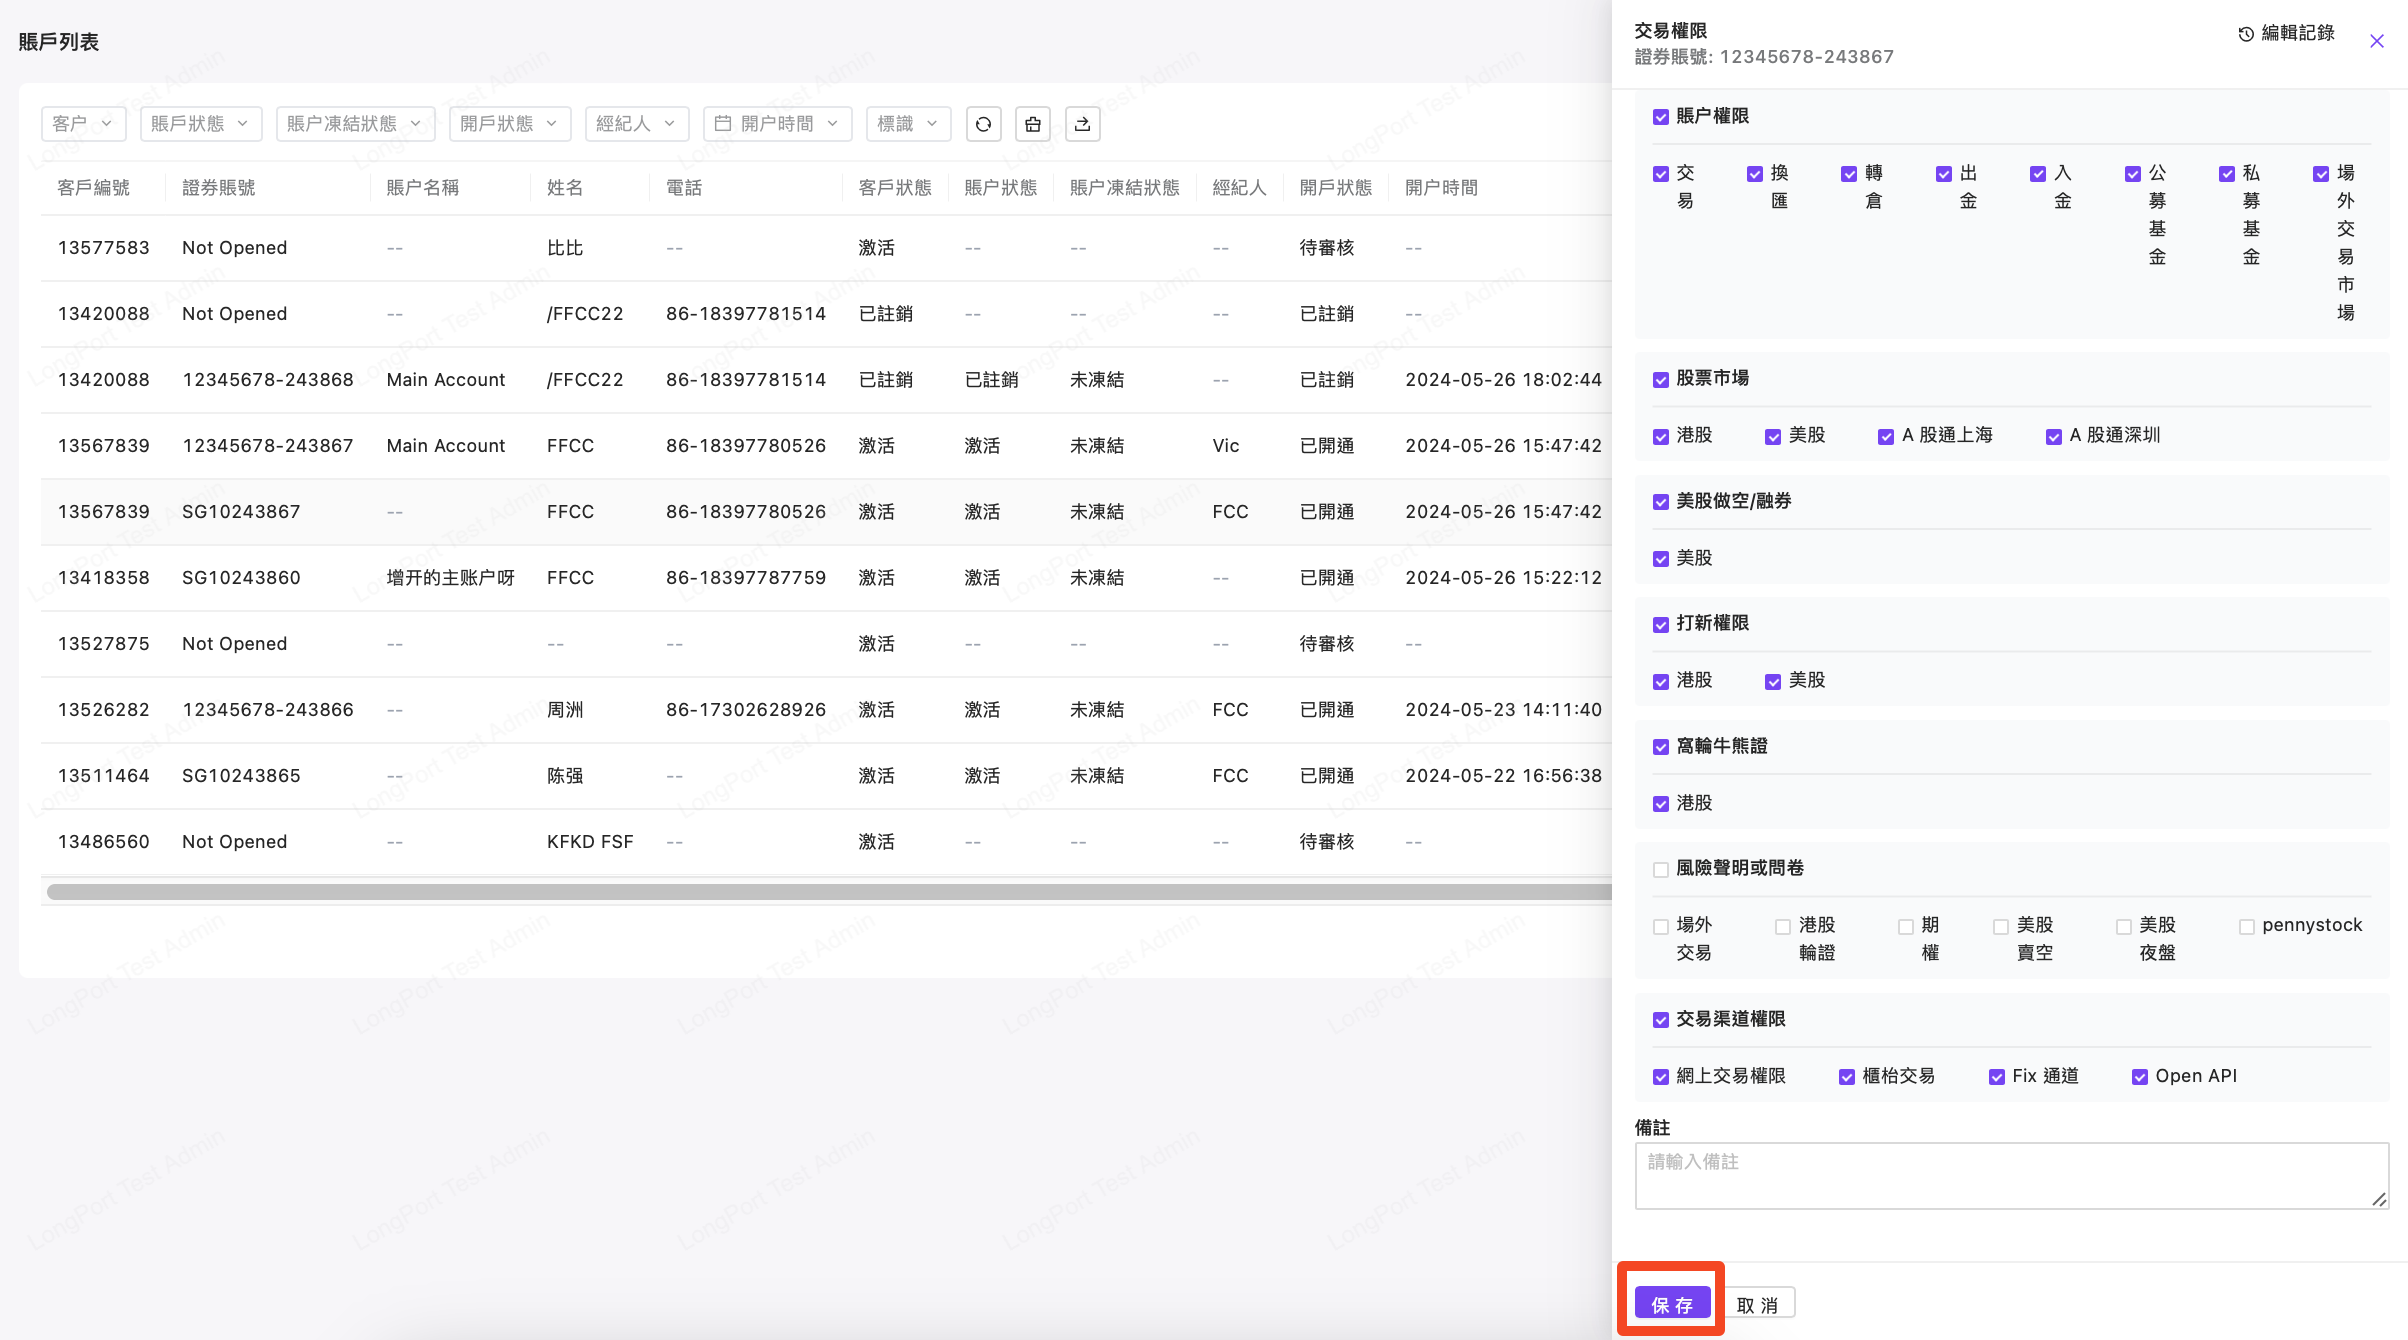 賬戶列表
客户 賬戶狀態 賬户凍結狀態 開戶狀態 經紀人 開户時間 標識
客戶編號 證券賬號 賬户名稱 姓名 電話 客戶狀態 賬户狀態 賬户凍結狀態 經紀人 開戶狀態 開户時間
13577583 Not Opened -- 比比 -- 激活 -- -- -- 待審核 --
13420088 Not Opened -- /FFCC22 86-18397781514 已註銷 -- -- -- 已註銷 --
13420088 12345678-243868 Main Account /FFCC22 86-18397781514 已註銷 已註銷 未凍結 -- 已註銷 2024-05-26 18:02:44
13567839 12345678-243867 Main Account FFCC 86-18397780526 激活 激活 未凍結 Vic 已開通 2024-05-26 15:47:42
13567839 SG10243867 -- FFCC 86-18397780526 激活 激活 未凍結 FCC 已開通 2024-05-26 15:47:42
13418358 SG10243860 增开的主账户呀 FFCC 86-18397787759 激活 激活 未凍結 -- 已開通 2024-05-26 15:22:12
13527875 Not Opened -- -- -- 激活 -- -- -- 待審核 --
13526282 12345678-243866 -- 周洲 86-17302628926 激活 激活 未凍結 FCC 已開通 2024-05-23 14:11:40
13511464 SG10243865 -- 陈强 -- 激活 激活 未凍結 FCC 已開通 2024-05-22 16:56:38
13486560 Not Opened -- KFKD FSF -- 激活 -- -- -- 待審核 --
LongPort Test Admin
交易權限
證券賬號: 12345678-243867
編輯記錄
賬户權限
交易 換匯 轉倉 出金 入金 公募基金 私募基金 場外交易市場
股票市場
港股 美股 A 股通上海 A 股通深圳
美股做空/融券
美股
打新權限
港股 美股
窩輪牛熊證
港股
風險聲明或問卷
場外交易 港股輪證 期權 美股賣空 美股夜盤 pennystock
交易渠道權限
網上交易權限 櫃枱交易 Fix 通道 Open API
備註
請輸入備註
保存 取消